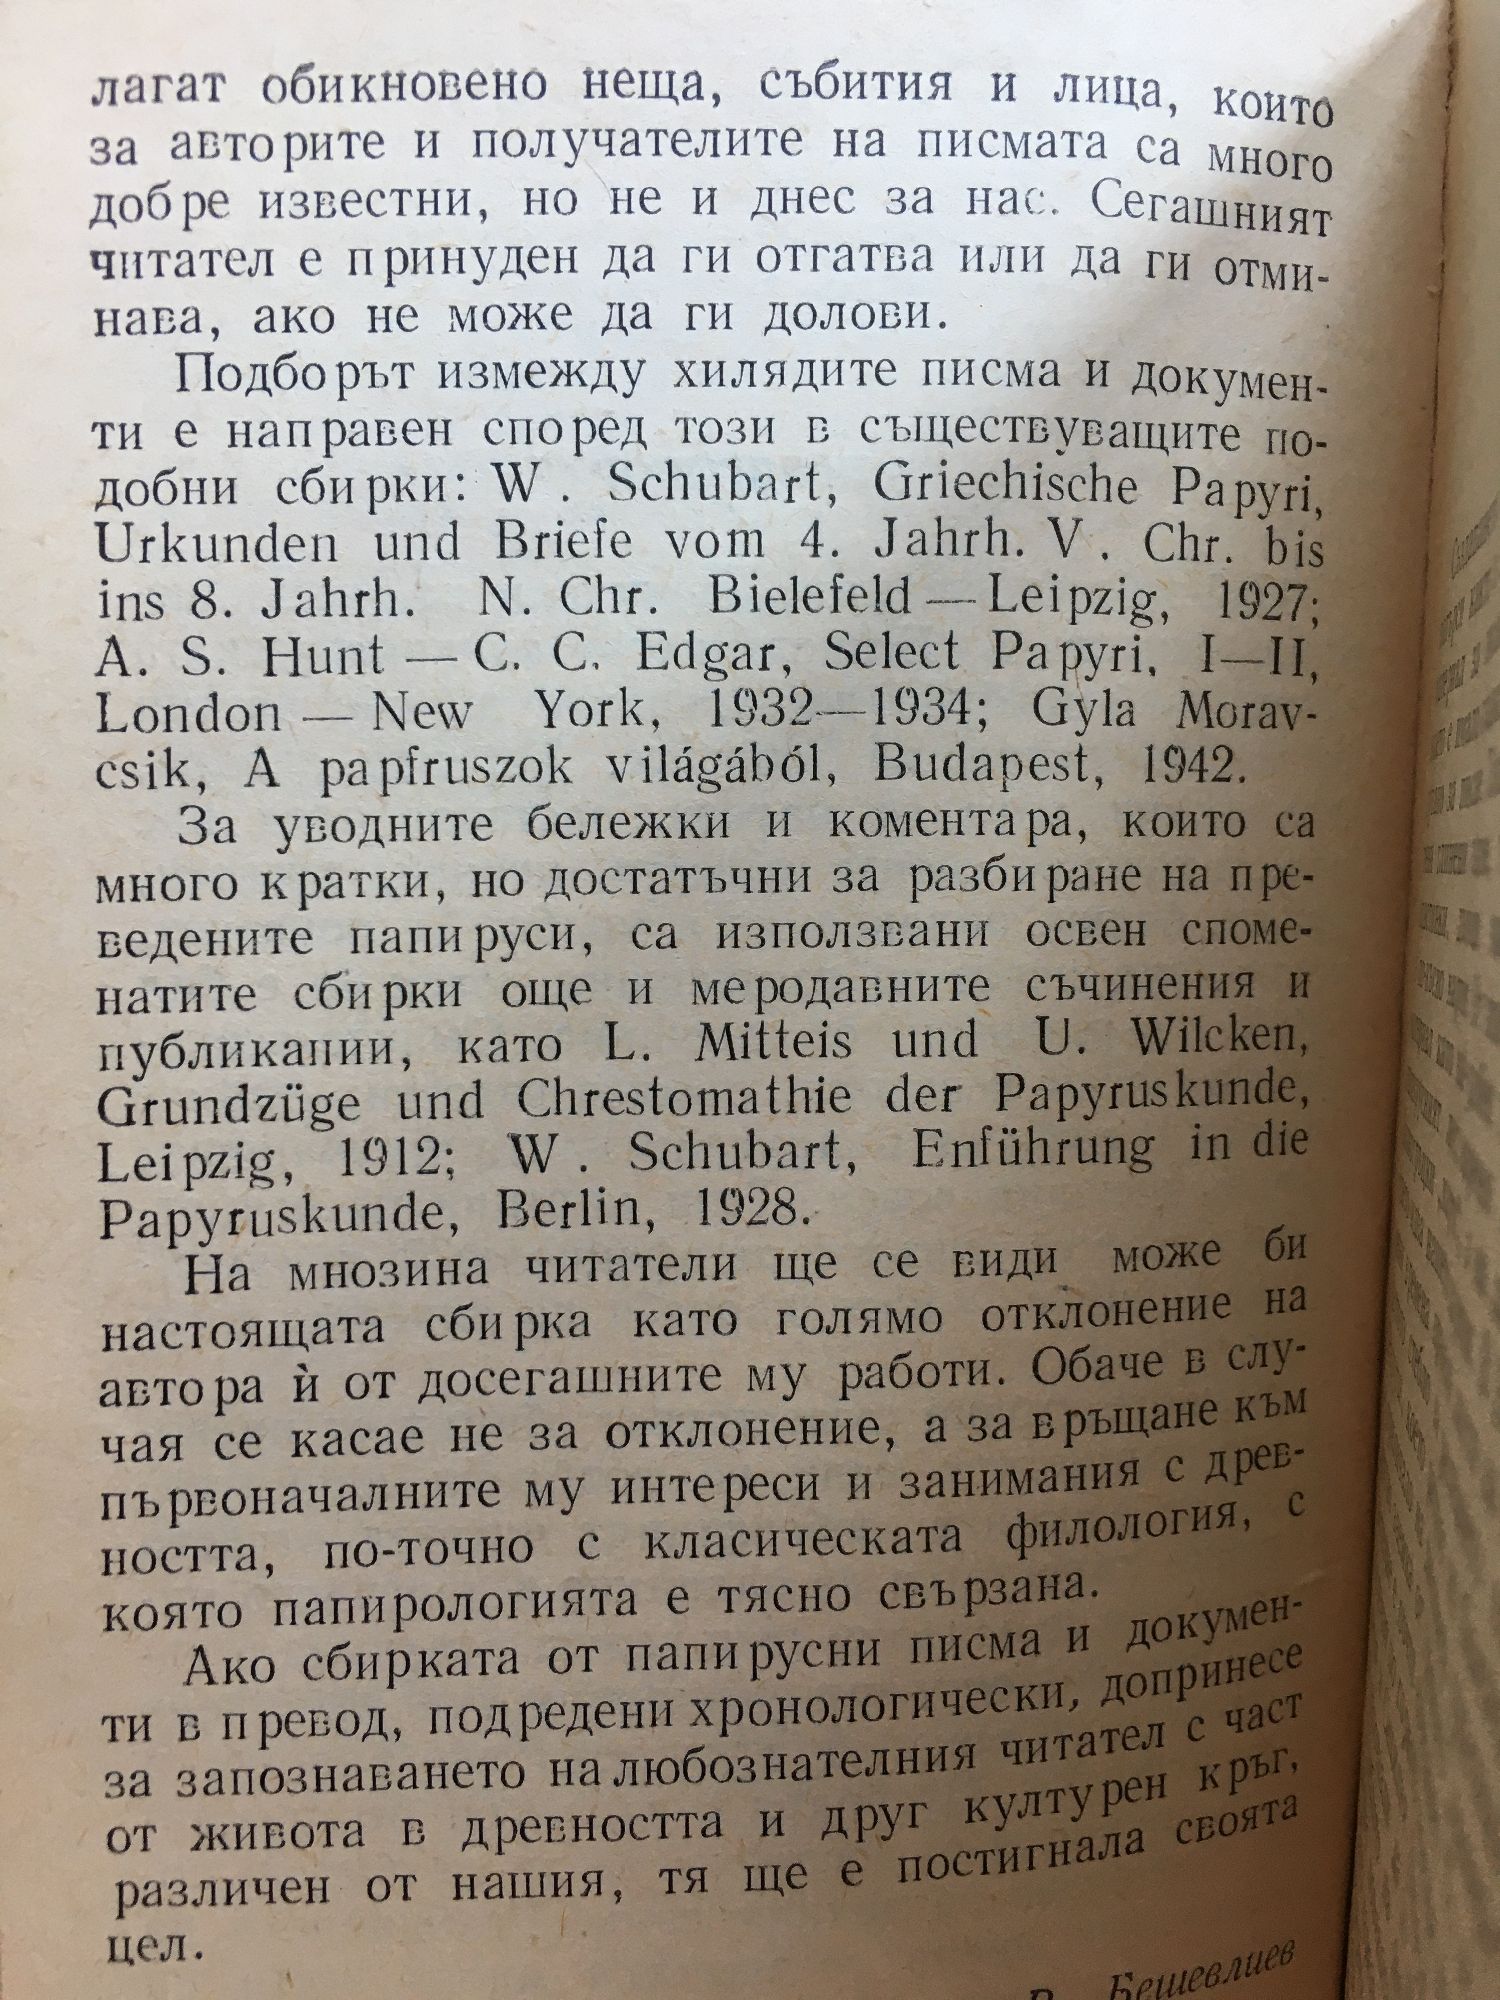 лагат обикновено неща, събития и лица, които
за авторите и получателите на писмата са много
добре известни, но не и днес за нас. Сегашният
читател е принуден да ги отгатва или да ги отми-
нава, ако не може да ги долови.
Подборът измежду хилядите писма и докумен-
ти е направен според този в съществуващите по-
добни сбирки: W. Schubart, Griechische Papyri,
Urkunden und Briefe vom 4. Jahrh. V. Chr. bis
ins 8. Jahrh. N. Chr. Bielefeld — Leipzig, 1927;
A. S. Hunt — C. C. Edgar, Select Papyri, I—II,
London — New York, 1932—1934; Gyla Morav-
csik, A papfruszok világából, Budapest, 1942.
За уводните бележки и коментара, които са
много кратки, но достатъчни за разбиране на пре-
ведените папируси, са използвани освен споме-
натите сбирки още и меродавните съчинения и
публикапии, като L. Mitteis und U. Wilcken,
Grundzüge und Chrestomathie der Papyruskunde,
Leipzig, 1912; W. Schubart, Enführung in die
Papyruskunde, Berlin, 1928.
На мнозина читатели ще се види може би
настоящата сбирка като голямо отклонение на
автора ѝ от досегашните му работи. Обаче в слу-
чая се касае не за отклонение, а за връщане към
първоначалните му интереси и занимания с древ-
ността, по-точно с класическата филология, с
която папирологията е тясно свързана.
Ако сбирката от папирусни писма и докумен-
ти в превод, подредени хронологически, допринесе
за запознаването на любознателния читател с част
от живота в древността и друг културен кръг,
различен от нашия, тя ще е постигнала своята
цел.
В. Бешевлиев